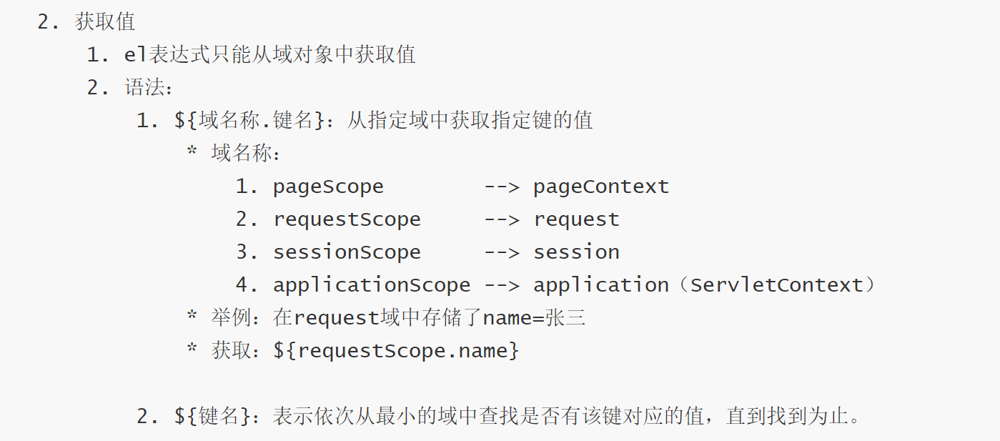 2. 获取值
1. el表达式只能从域对象中获取值
2. 语法：
1. ${域名称.键名}：从指定域中获取指定键的值
* 域名称：
1. pageScope --> pageContext
2. requestScope --> request
3. sessionScope --> session
4. applicationScope --> application（ServletContext）
* 举例：在request域中存储了name=张三
* 获取：${requestScope.name}
2. ${键名}：表示依次从最小的域中查找是否有该键对应的值，直到找到为止。